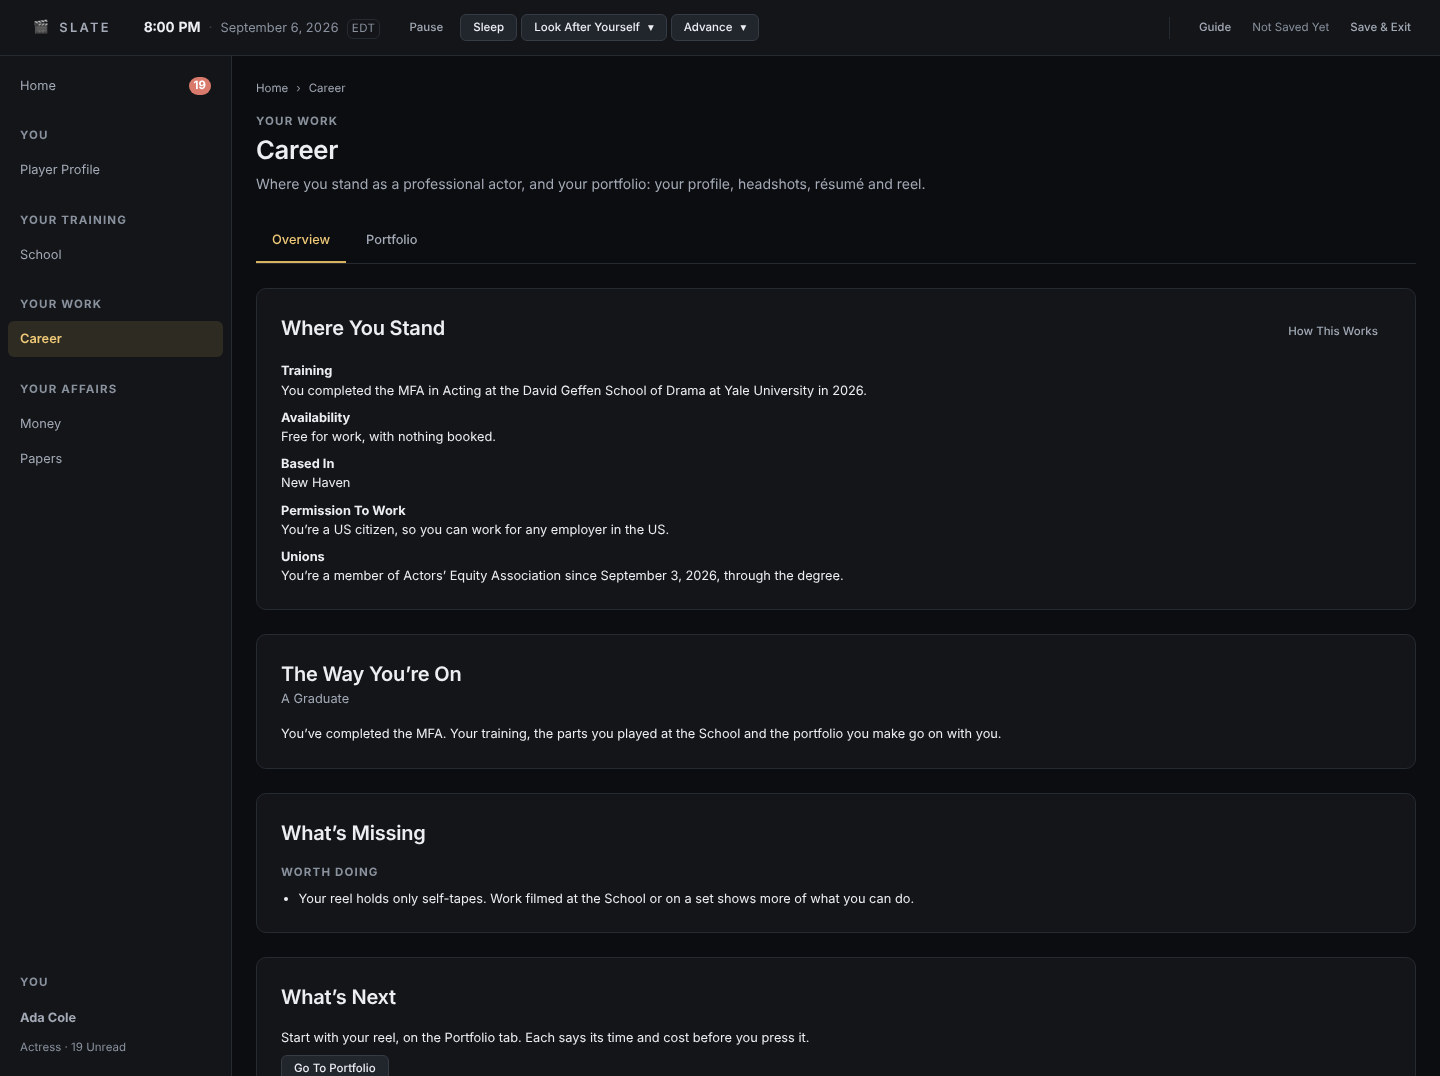 SLATE
8:00 PM · September 6, 2026 EDT
Pause
Sleep
Look After Yourself ▾
Advance ▾
Guide
Not Saved Yet
Save & Exit
Home
19
YOU
Player Profile
YOUR TRAINING
School
YOUR WORK
Career
YOUR AFFAIRS
Money
Papers
YOU
Ada Cole
Actress · 19 Unread
Home › Career
YOUR WORK
Career
Where you stand as a professional actor, and your portfolio: your profile, headshots, résumé and reel.
Overview
Portfolio
Where You Stand
How This Works
Training
You completed the MFA in Acting at the David Geffen School of Drama at Yale University in 2026.
Availability
Free for work, with nothing booked.
Based In
New Haven
Permission To Work
You’re a US citizen, so you can work for any employer in the US.
Unions
You’re a member of Actors’ Equity Association since September 3, 2026, through the degree.
The Way You’re On
A Graduate
You’ve completed the MFA. Your training, the parts you played at the School and the portfolio you make go on with you.
What’s Missing
WORTH DOING
• Your reel holds only self-tapes. Work filmed at the School or on a set shows more of what you can do.
What’s Next
Start with your reel, on the Portfolio tab. Each says its time and cost before you press it.
Go To Portfolio